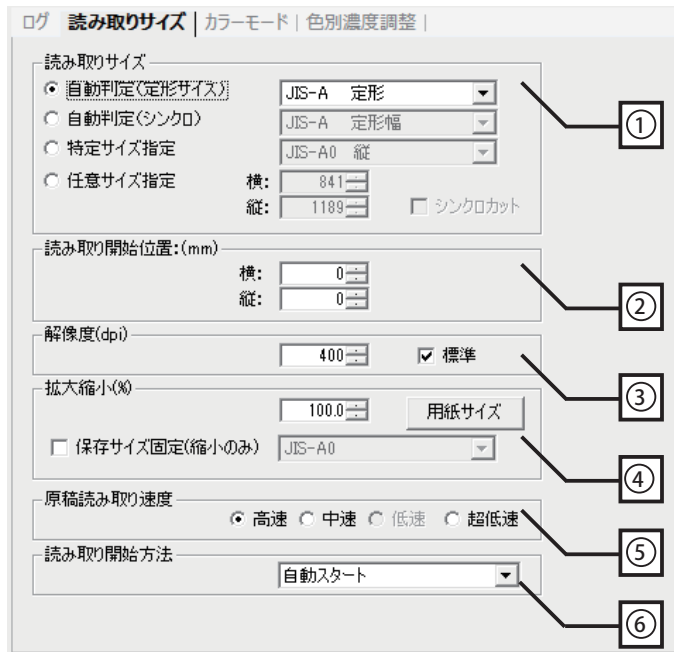 ログ 読み取りサイズ | カラーモード | 色別濃度調整 |
読み取りサイズ
自動判定(定形サイズ) JIS-A 定形
①
自動判定(シンクロ) JIS-A 定形幅
特定サイズ指定 JIS-A0 縦
任意サイズ指定 横: 841
縦: 1189 シンクロカット
読み取り開始位置:(mm)
横: 0
縦: 0
②
解像度(dpi)
400 標準
③
拡大縮小(%)
100.0 用紙サイズ
保存サイズ固定(縮小のみ) JIS-A0
④
原稿読み取り速度
高速 中速 低速 超低速
⑤
読み取り開始方法
自動スタート
⑥